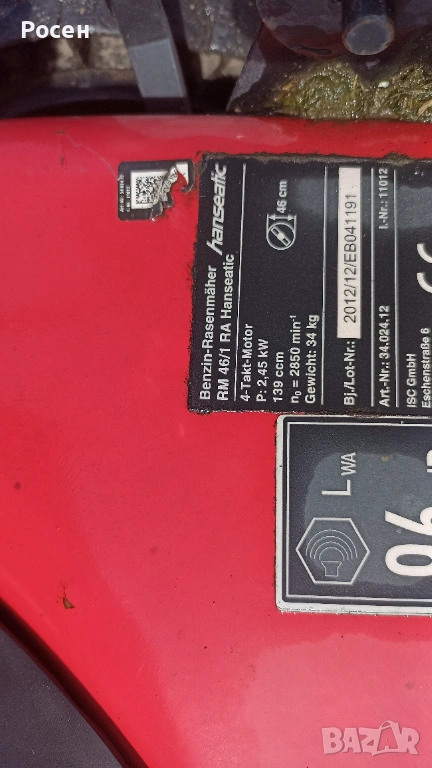 Росен
hanseatic
46 cm
Benzin-Rasenmäher
RM 46/1 RA Hanseatic
4-Takt-Motor
P: 2,45 kW
139 ccm
n0 = 2850 min-1
Gewicht: 34 kg
Bj./Lot-Nr.: 2012/12/EB041191
Art.-Nr.: 34.024.12 I.-Nr.: 11012
ISC GmbH
Eschenstraße 6
CE
LWA
96
BAZAR